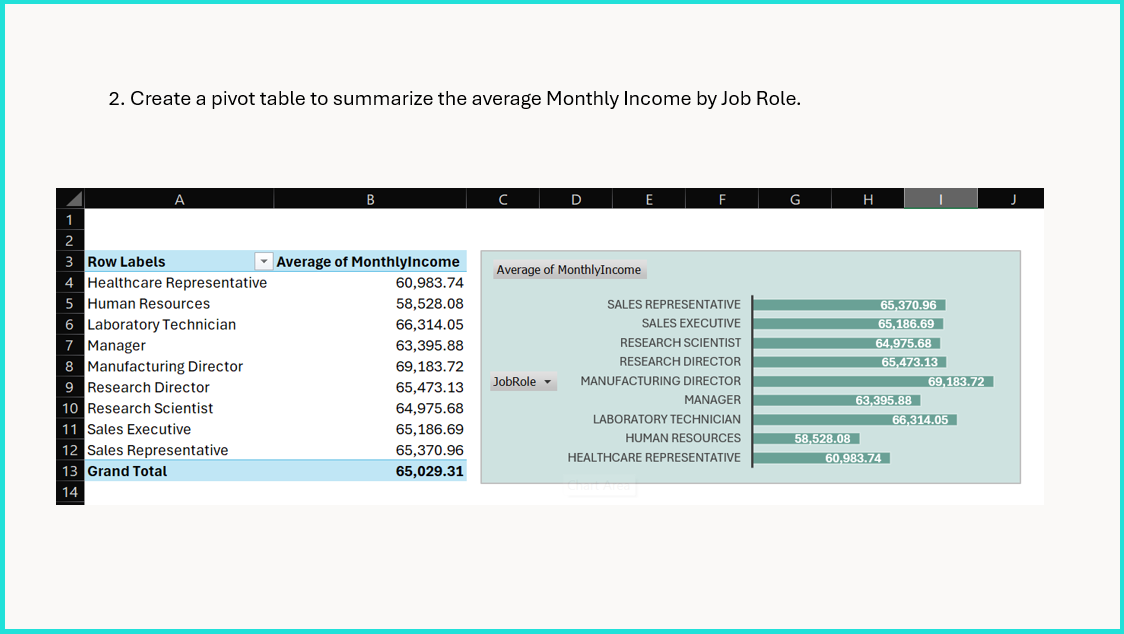 2. Create a pivot table to summarize the average Monthly Income by Job Role.
A B C D E F G H I J
1
2
3 Row Labels Average of MonthlyIncome
4 Healthcare Representative 60,983.74
5 Human Resources 58,528.08
6 Laboratory Technician 66,314.05
7 Manager 63,395.88
8 Manufacturing Director 69,183.72
9 Research Director 65,473.13
10 Research Scientist 64,975.68
11 Sales Executive 65,186.69
12 Sales Representative 65,370.96
13 Grand Total 65,029.31
14
Average of MonthlyIncome
JobRole
SALES REPRESENTATIVE 65,370.96
SALES EXECUTIVE 65,186.69
RESEARCH SCIENTIST 64,975.68
RESEARCH DIRECTOR 65,473.13
MANUFACTURING DIRECTOR 69,183.72
MANAGER 63,395.88
LABORATORY TECHNICIAN 66,314.05
HUMAN RESOURCES 58,528.08
HEALTHCARE REPRESENTATIVE 60,983.74
Chart Area